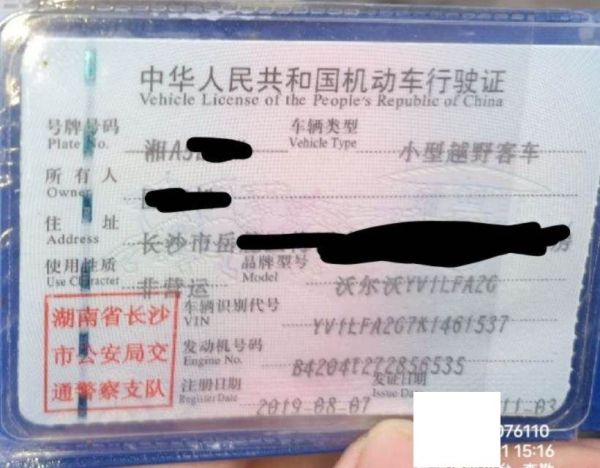 中华人民共和国机动车行驶证
Vehicle License of the People's Republic of China
号牌号码 湘A 车辆类型 小型越野客车
Plate No. Vehicle Type
所有人
Owner
住址 长沙市岳
Address
使用性质 非营运 品牌型号 沃尔沃YV1LFA2G
Use Character Model
湖南省长沙
市公安局交
通警察支队
车辆识别代号 YV1LFA2G7K1461537
VIN
发动机号码 B4204T272856535
Engine No.
注册日期 2019-08-07 发证日期 11-03
Register Date Issue Da
076110
15:16